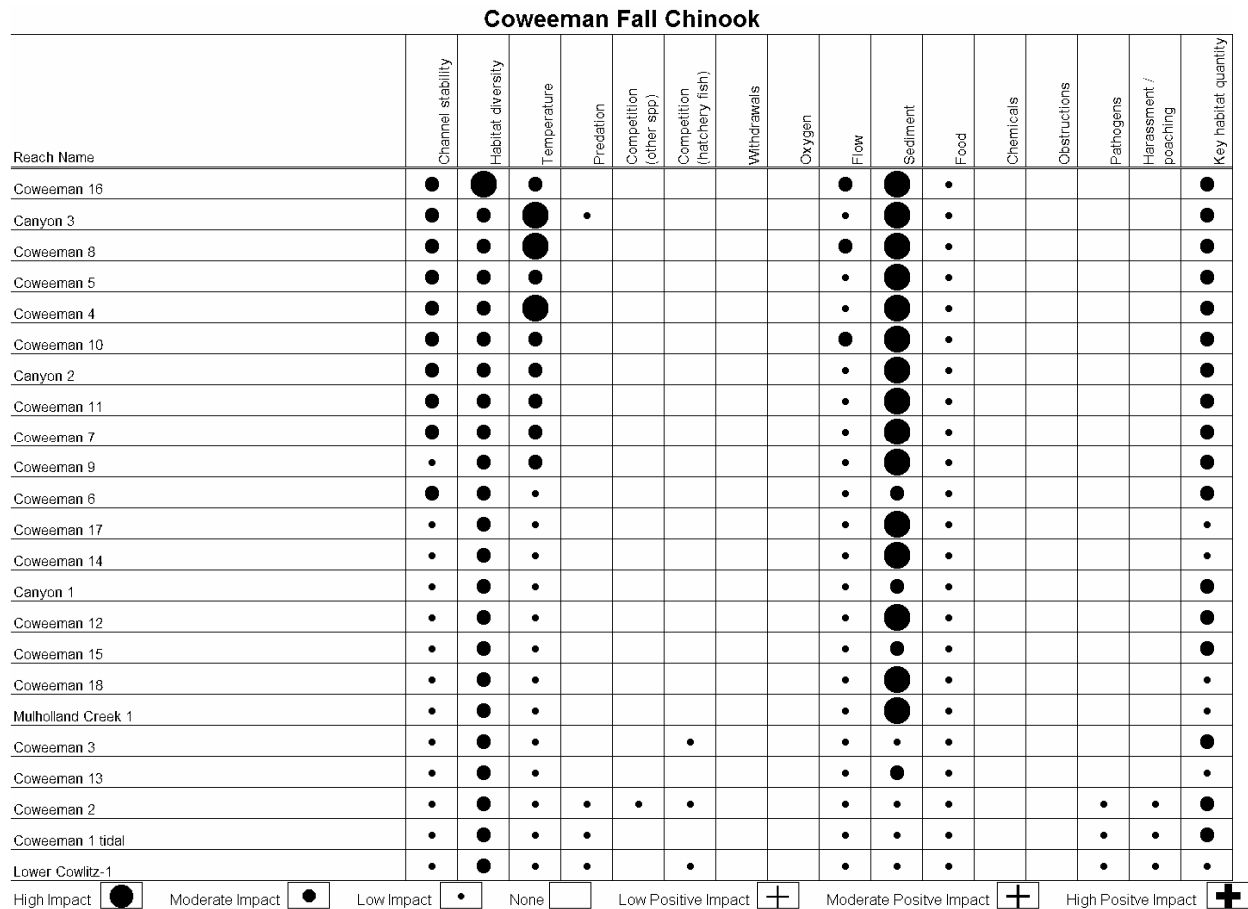 Coweeman Fall Chinook
Reach Name
Channel stability
Habitat diversity
Temperature
Predation
Competition
(other spp)
Competition
(hatchery fish)
Withdrawals
Oxygen
Flow
Sediment
Food
Chemicals
Obstructions
Pathogens
Harassment /
poaching
Key habitat quantity
Coweeman 16
Canyon 3
Coweeman 8
Coweeman 5
Coweeman 4
Coweeman 10
Canyon 2
Coweeman 11
Coweeman 7
Coweeman 9
Coweeman 6
Coweeman 17
Coweeman 14
Canyon 1
Coweeman 12
Coweeman 15
Coweeman 18
Mulholland Creek 1
Coweeman 3
Coweeman 13
Coweeman 2
Coweeman 1 tidal
Lower Cowlitz-1
High Impact Moderate Impact Low Impact None Low Positive Impact Moderate Positve Impact High Positve Impact